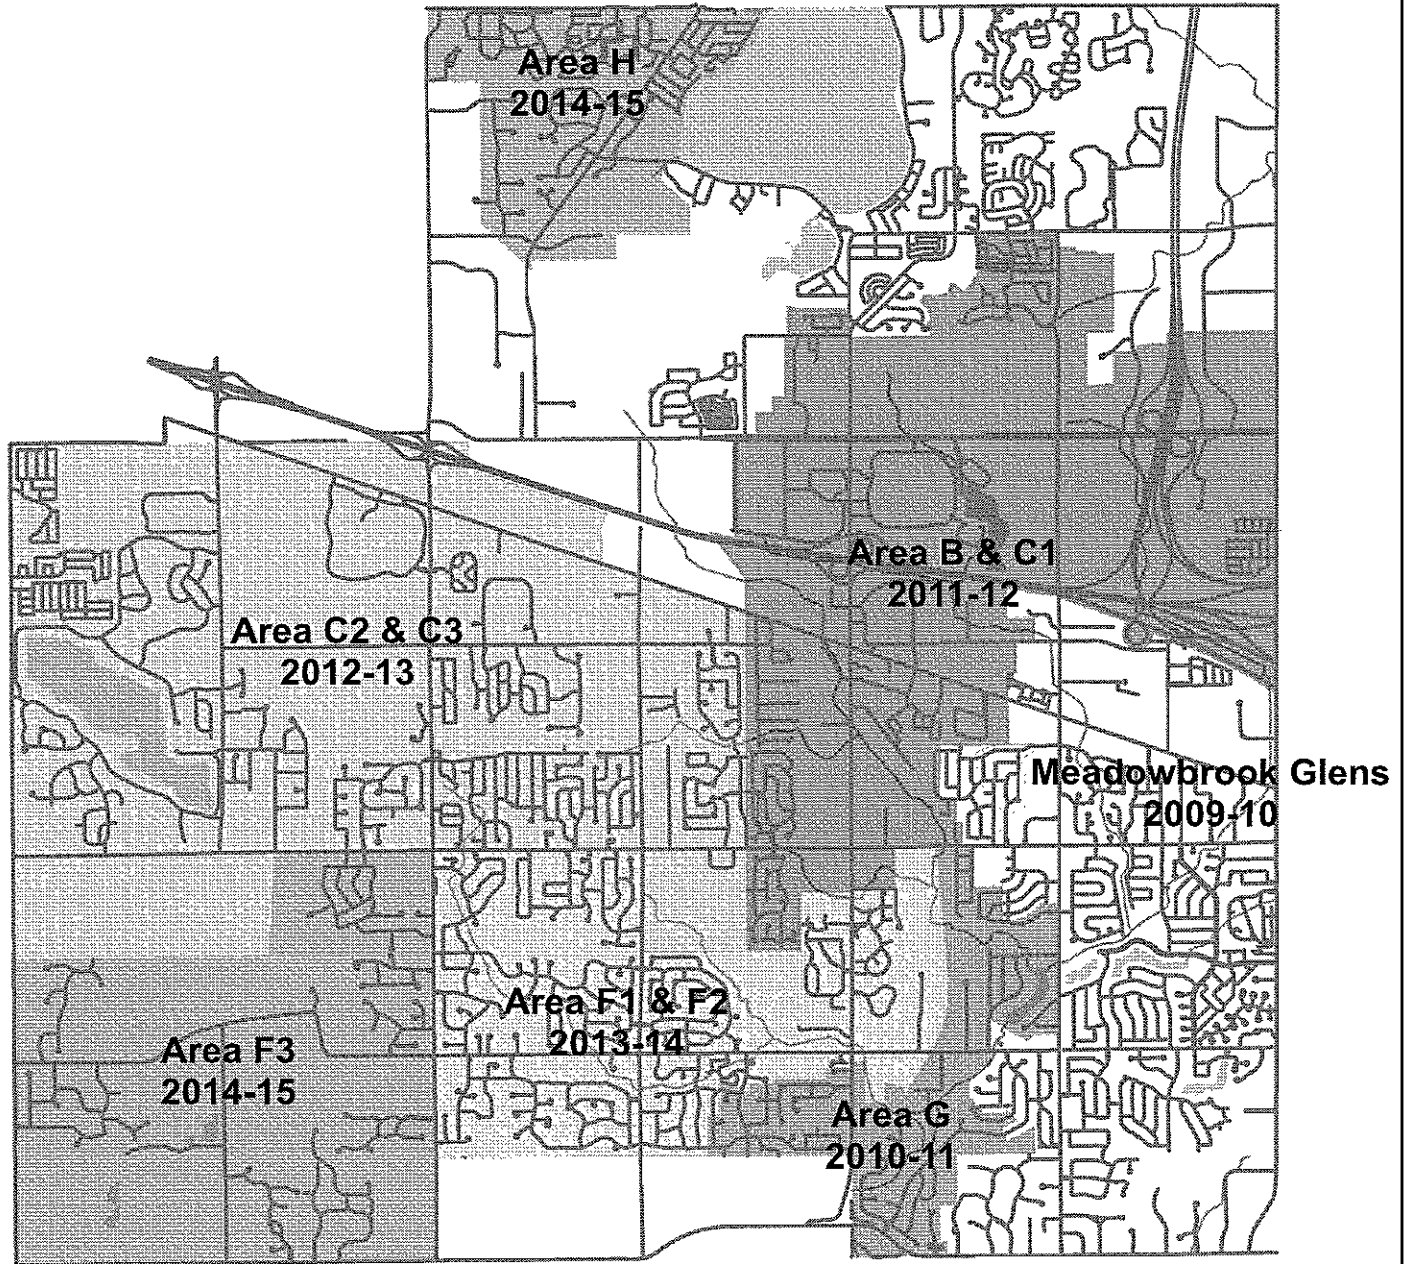 Area H
2014-15
Area B & C1
2011-12
Area C2 & C3
2012-13
Meadowbrook Glens
2009-10
Area F1 & F2
2013-14
Area F3
2014-15
Area G
2010-11